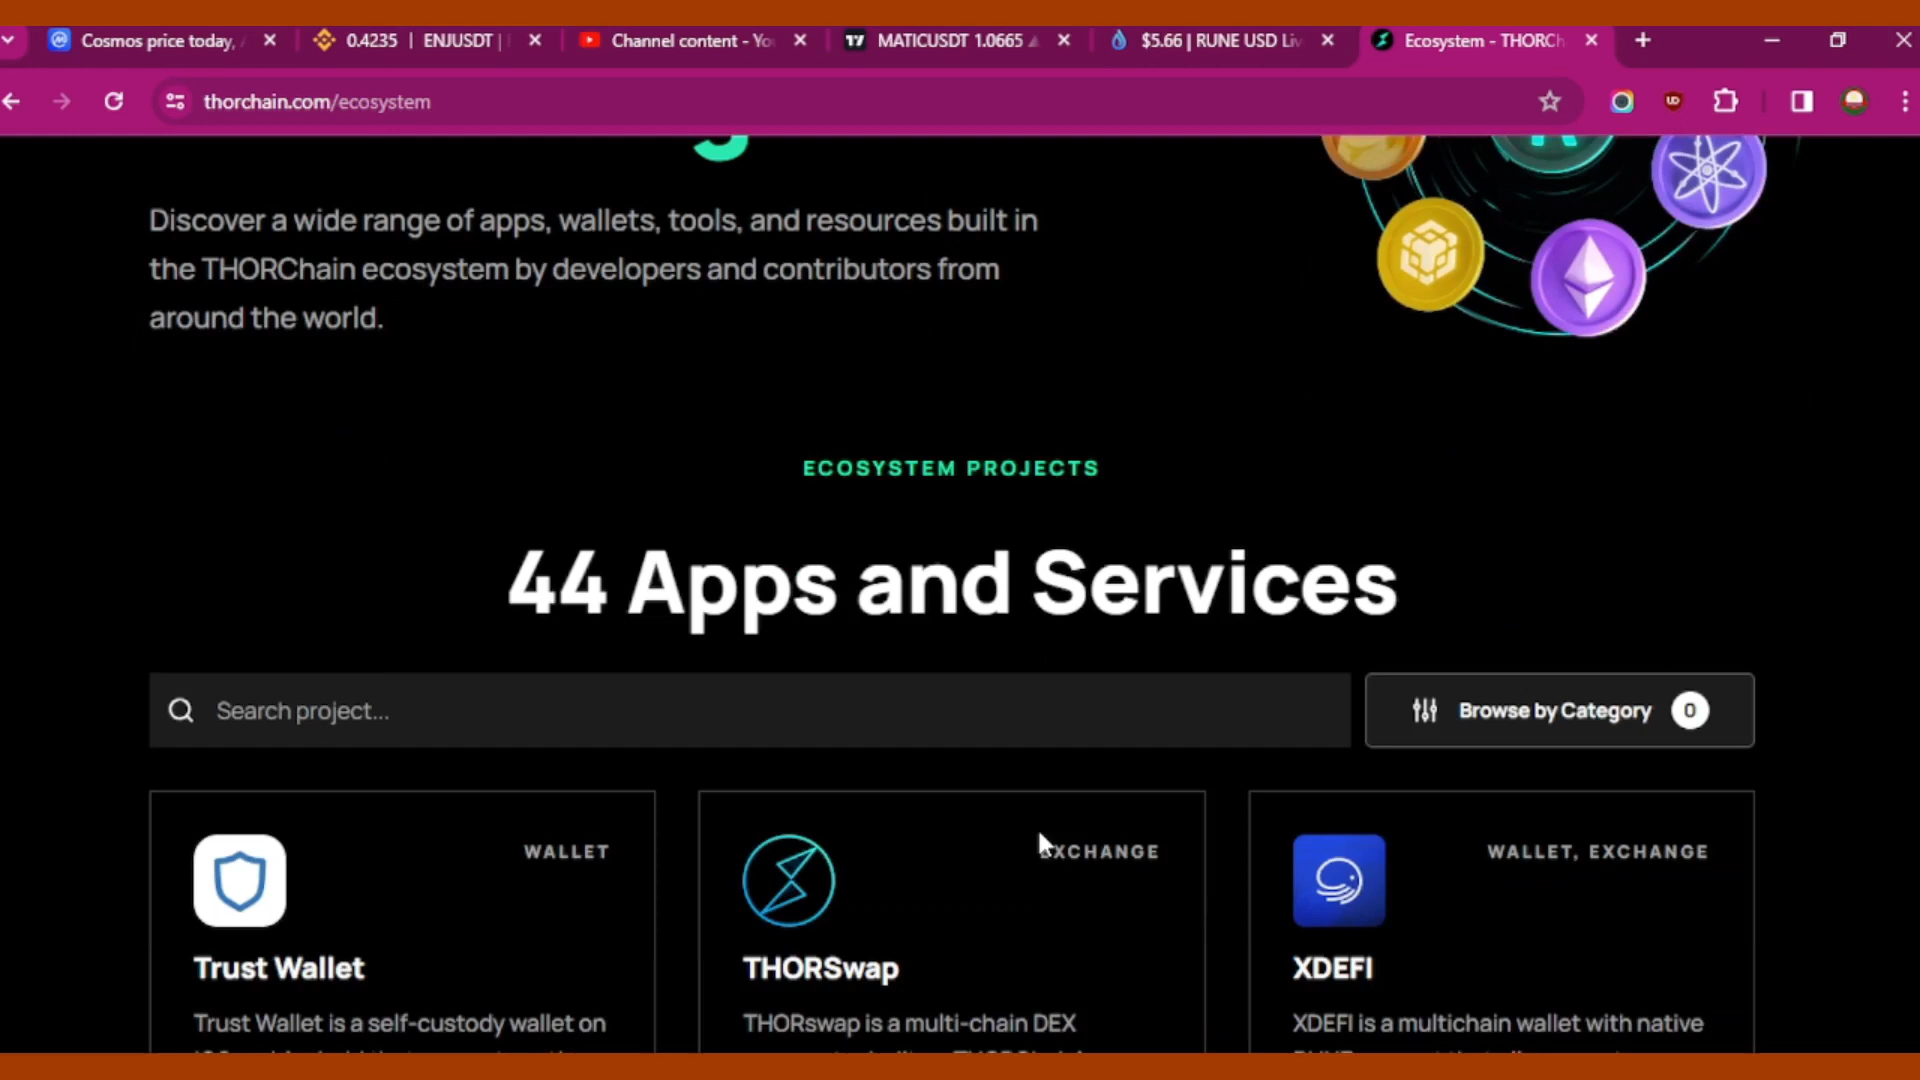 Cosmos price today,
0.4235 | ENJUSDT |
Channel content - Yo
MATICUSDT 1.0665
$5.66 | RUNE USD Liv
Ecosystem - THORCh
thorchain.com/ecosystem
Discover a wide range of apps, wallets, tools, and resources built in
the THORChain ecosystem by developers and contributors from
around the world.
ECOSYSTEM PROJECTS
44 Apps and Services
Search project...
Browse by Category 0
WALLET
Trust Wallet
Trust Wallet is a self-custody wallet on
EXCHANGE
THORSwap
THORswap is a multi-chain DEX
WALLET, EXCHANGE
XDEFI
XDEFI is a multichain wallet with native